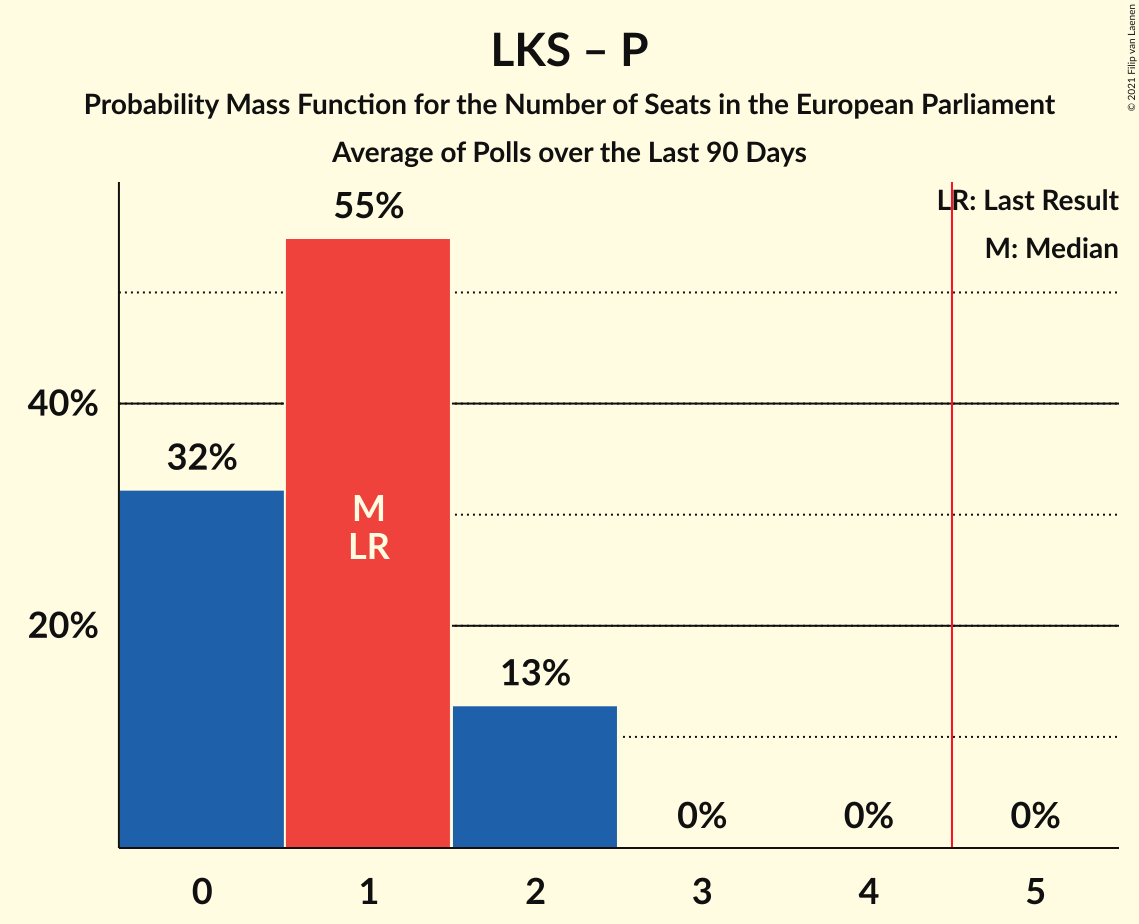 LKS – P
Probability Mass Function for the Number of Seats in the European Parliament
Average of Polls over the Last 90 Days
© 2021 Filip van Laenen
LR: Last Result
M: Median
55%
40%
32%
M
LR
20%
13%
0%
0%
0%
0
1
2
3
4
5